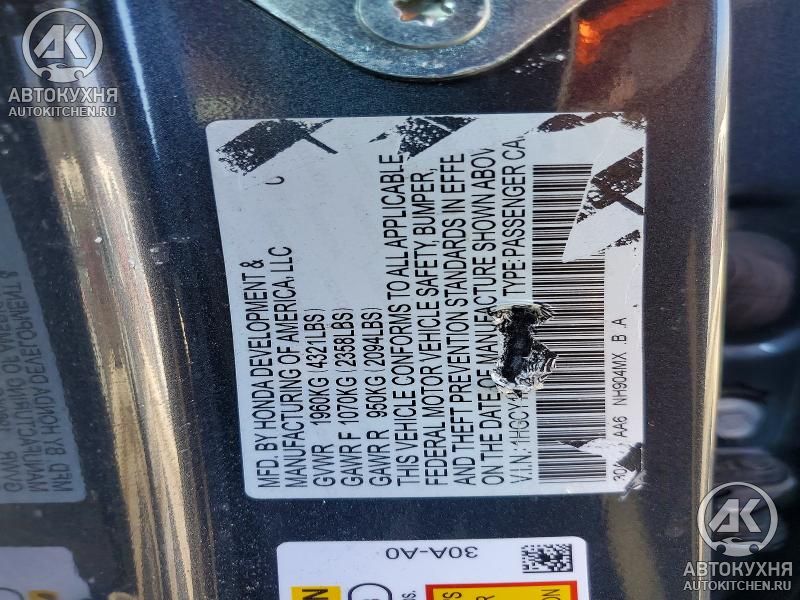 АВТОКУХНЯ
AUTOKITCHEN.RU
MFD. BY HONDA DEVELOPMENT &
MANUFACTURING OF AMERICA, LLC
GVWR 1960KG (4321LBS)
GAWR F 1070KG (2358LBS)
GAWR R 950KG (2094LBS)
THIS VEHICLE CONFORMS TO ALL APPLICABLE
FEDERAL MOTOR VEHICLE SAFETY, BUMPER,
AND THEFT PREVENTION STANDARDS IN EFFE
ON THE DATE OF MANUFACTURE SHOWN ABOV
V.I.N.: 1HGCY TYPE: PASSENGER CA
AA6 NH904MX B A
30A-A0
АВТОКУХНЯ
AUTOKITCHEN.RU